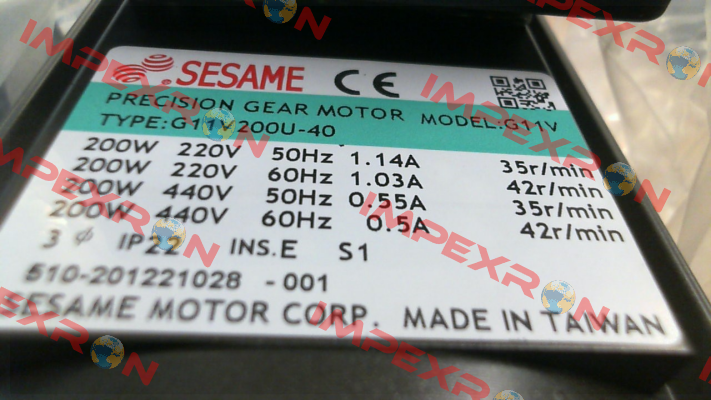 SESAME CE
PRECISION GEAR MOTOR MODEL:G11V
TYPE:G11V200U-40
200W 220V 50Hz 1.14A 35r/min
200W 220V 60Hz 1.03A 42r/min
200W 440V 50Hz 0.55A 35r/min
200W 440V 60Hz 0.5A 42r/min
3 ϕ IP22 INS.E S1
610-201221028 -001
SESAME MOTOR CORP. MADE IN TAIWAN
IMPEXRON
IMPEXRON
IMPEXRON
IMPEXRON
IMPEXRON